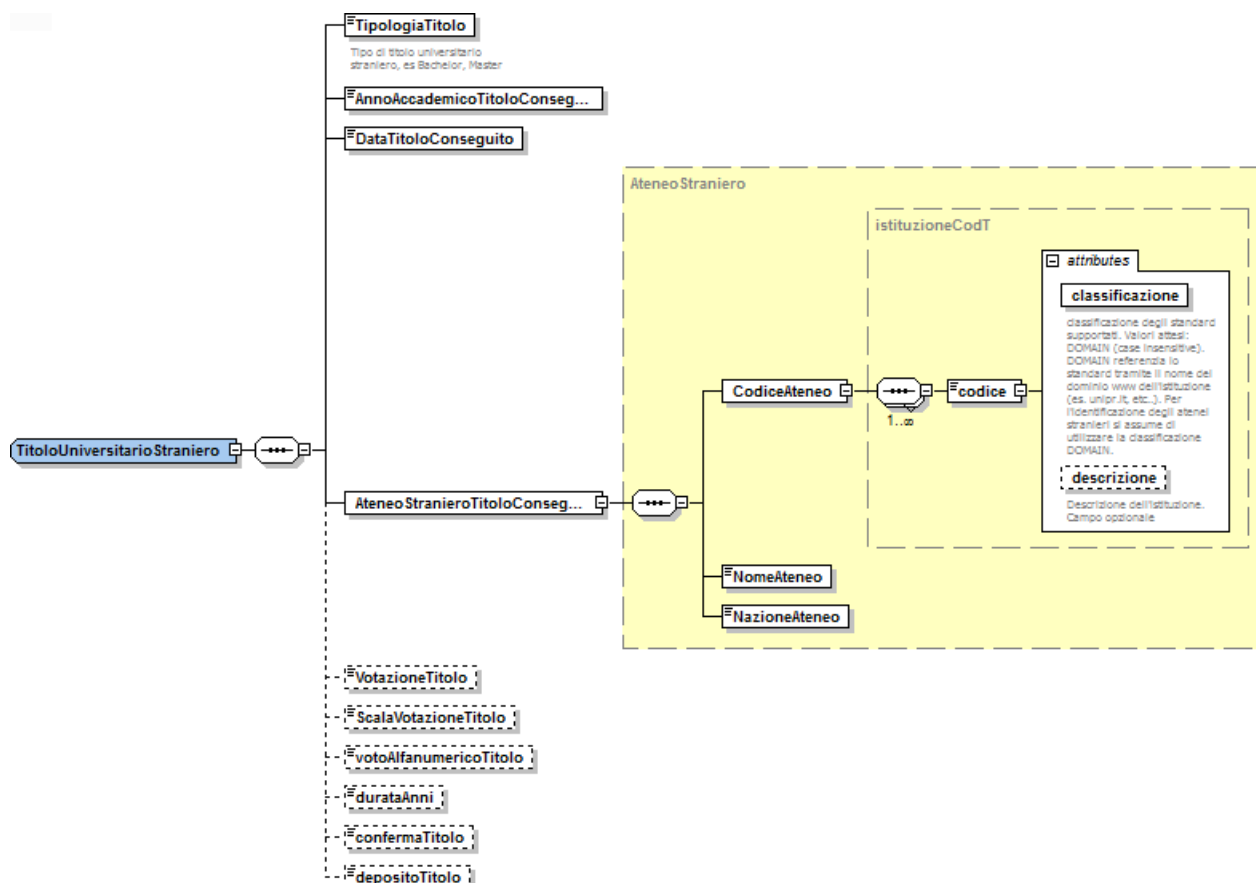 TipologiaTitolo
Tipo di titolo universitario
straniero, es Bachelor, Master
AnnoAccademicoTitoloConseg...
DataTitoloConseguito
AteneoStraniero
istituzioneCodT
attributes
classificazione
classificazione degli standard
supportati. Valori attesi:
DOMAIN (case insensitive).
DOMAIN referenzia lo
standard tramite il nome del
dominio www dell'istituzione
(es. unipr.it, etc..). Per
l'identificazione degli atenei
stranieri si assume di
utilizzare la classificazione
DOMAIN.
CodiceAteneo
codice
1..∞
descrizione
Descrizione dell'istituzione.
Campo opzionale
TitoloUniversitarioStraniero
AteneoStranieroTitoloConseg...
NomeAteneo
NazioneAteneo
VotazioneTitolo
ScalaVotazioneTitolo
votoAlfanumericoTitolo
durataAnni
confermaTitolo
depositoTitolo